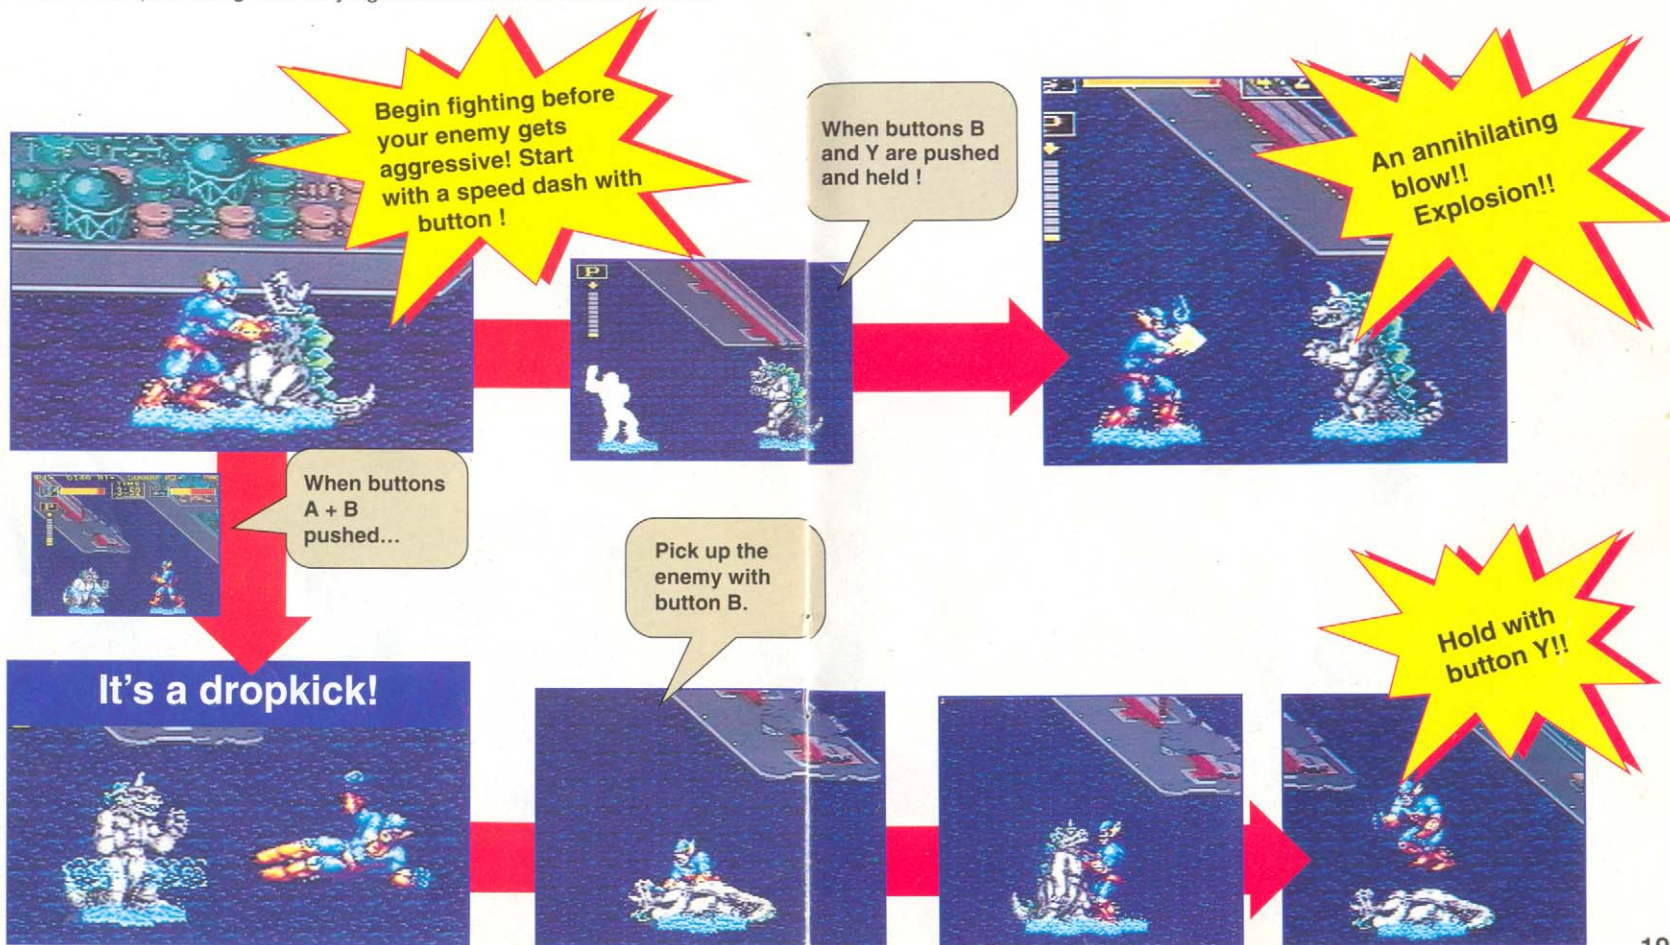 Begin fighting before
your enemy gets
aggressive! Start
with a speed dash with
button !
When buttons B
and Y are pushed
and held !
An annihilating
blow!!
Explosion!!
P
When buttons
A + B
pushed...
Pick up the
enemy with
button B.
Hold with
button Y!!
It's a dropkick!